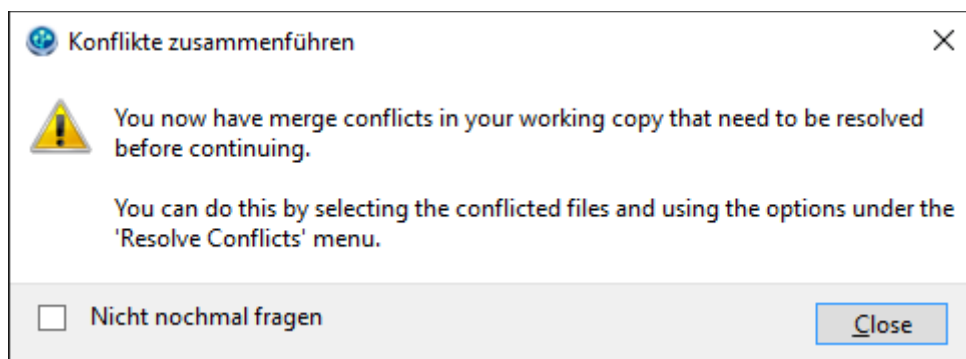 Konflikte zusammenführen
You now have merge conflicts in your working copy that need to be resolved
before continuing.
You can do this by selecting the conflicted files and using the options under the
'Resolve Conflicts' menu.
Nicht nochmal fragen
Close